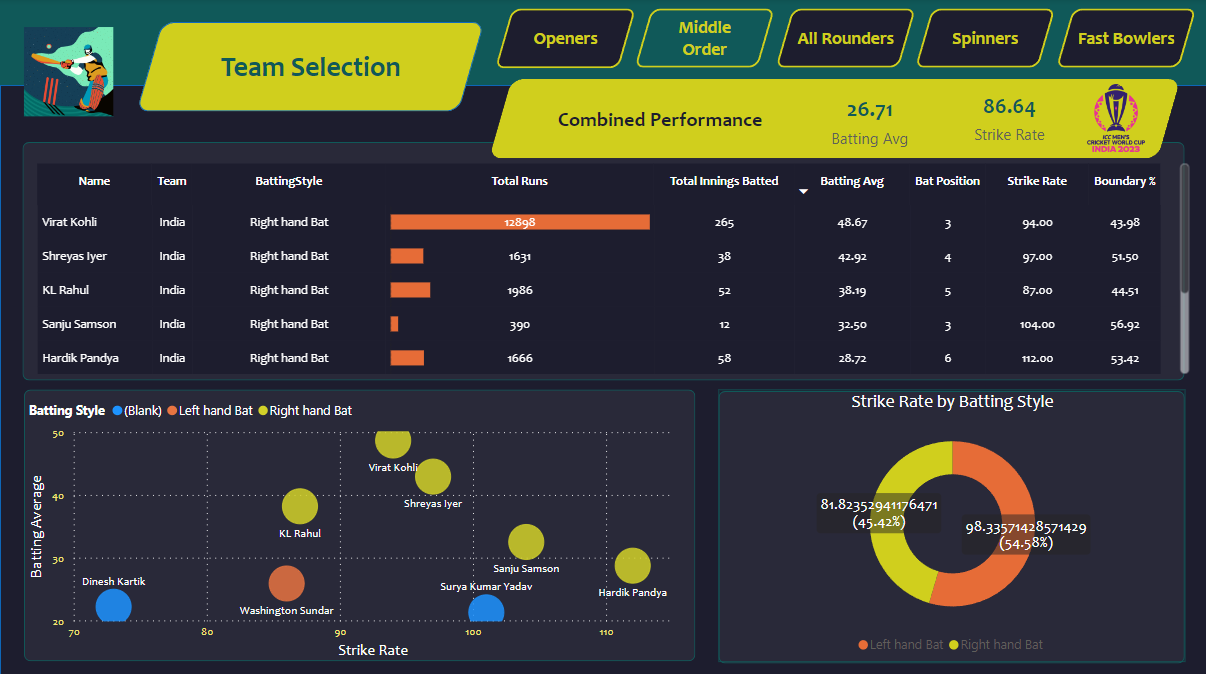 Team Selection
Openers
Middle
Order
All Rounders
Spinners
Fast Bowlers
Combined Performance
26.71
Batting Avg
86.64
Strike Rate
ICC MEN'S
CRICKET WORLD CUP
INDIA 2023
Name Team BattingStyle Total Runs Total Innings Batted Batting Avg Bat Position Strike Rate Boundary %
Virat Kohli India Right hand Bat 12898 265 48.67 3 94.00 43.98
Shreyas Iyer India Right hand Bat 1631 38 42.92 4 97.00 51.50
KL Rahul India Right hand Bat 1986 52 38.19 5 87.00 44.51
Sanju Samson India Right hand Bat 390 12 32.50 3 104.00 56.92
Hardik Pandya India Right hand Bat 1666 58 28.72 6 112.00 53.42
Batting Style (Blank) Left hand Bat Right hand Bat
50
40
30
20
Batting Average
Virat Kohli
Shreyas Iyer
KL Rahul
Sanju Samson
Dinesh Kartik
Surya Kumar Yadav
Hardik Pandya
Washington Sundar
70 80 90 100 110
Strike Rate
Strike Rate by Batting Style
81.82352941176471
(45.42%)
98.33571428571429
(54.58%)
Left hand Bat Right hand Bat